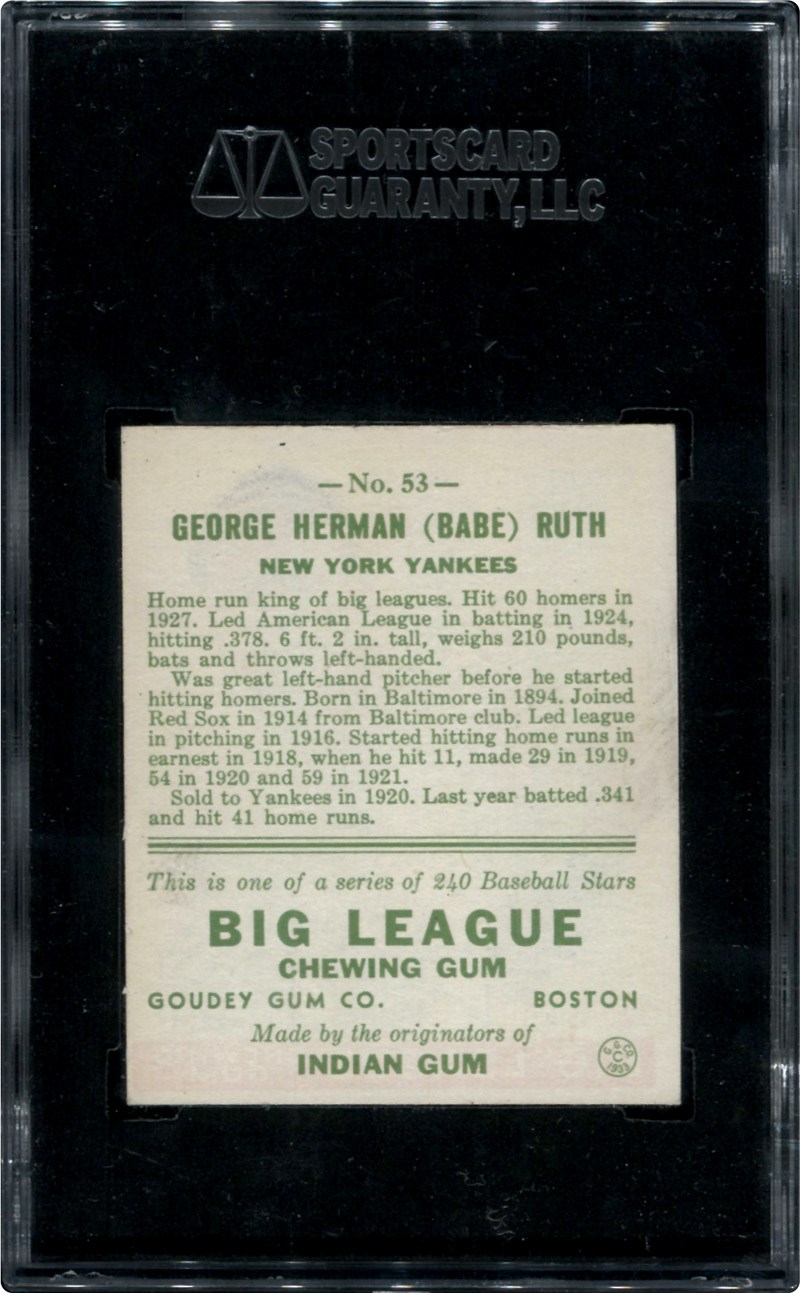 SPORTSCARD
GUARANTY, LLC
—No. 53—
GEORGE HERMAN (BABE) RUTH
NEW YORK YANKEES
Home run king of big leagues. Hit 60 homers in
1927. Led American League in batting in 1924,
hitting .378. 6 ft. 2 in. tall, weighs 210 pounds,
bats and throws left-handed.
Was great left-hand pitcher before he started
hitting homers. Born in Baltimore in 1894. Joined
Red Sox in 1914 from Baltimore club. Led league
in pitching in 1916. Started hitting home runs in
earnest in 1918, when he hit 11, made 29 in 1919,
54 in 1920 and 59 in 1921.
Sold to Yankees in 1920. Last year batted .341
and hit 41 home runs.
This is one of a series of 240 Baseball Stars
BIG LEAGUE
CHEWING GUM
GOUDEY GUM CO. BOSTON
Made by the originators of
INDIAN GUM
G. G. CO.
C
1933